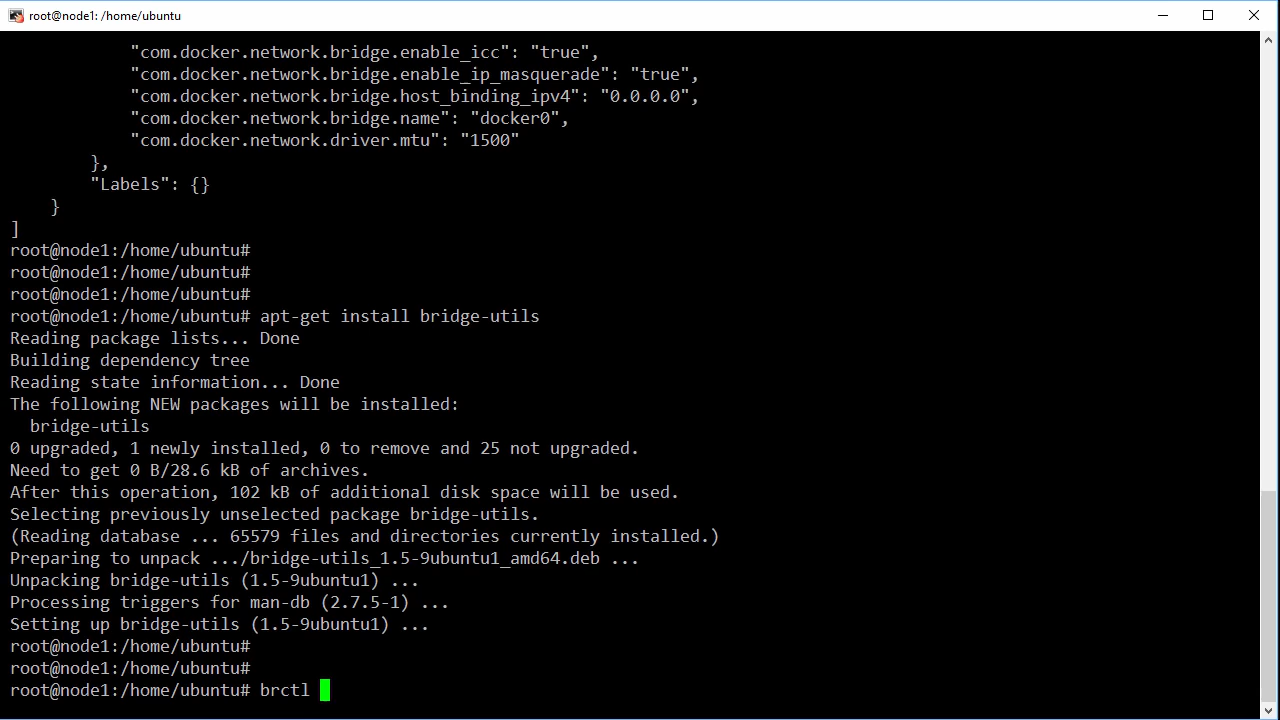 root@node1: /home/ubuntu
"com.docker.network.bridge.enable_icc": "true",
"com.docker.network.bridge.enable_ip_masquerade": "true",
"com.docker.network.bridge.host_binding_ipv4": "0.0.0.0",
"com.docker.network.bridge.name": "docker0",
"com.docker.network.driver.mtu": "1500"
},
"Labels": {}
}
]
root@node1:/home/ubuntu#
root@node1:/home/ubuntu#
root@node1:/home/ubuntu#
root@node1:/home/ubuntu# apt-get install bridge-utils
Reading package lists... Done
Building dependency tree
Reading state information... Done
The following NEW packages will be installed:
bridge-utils
0 upgraded, 1 newly installed, 0 to remove and 25 not upgraded.
Need to get 0 B/28.6 kB of archives.
After this operation, 102 kB of additional disk space will be used.
Selecting previously unselected package bridge-utils.
(Reading database ... 65579 files and directories currently installed.)
Preparing to unpack .../bridge-utils_1.5-9ubuntu1_amd64.deb ...
Unpacking bridge-utils (1.5-9ubuntu1) ...
Processing triggers for man-db (2.7.5-1) ...
Setting up bridge-utils (1.5-9ubuntu1) ...
root@node1:/home/ubuntu#
root@node1:/home/ubuntu#
root@node1:/home/ubuntu# brctl